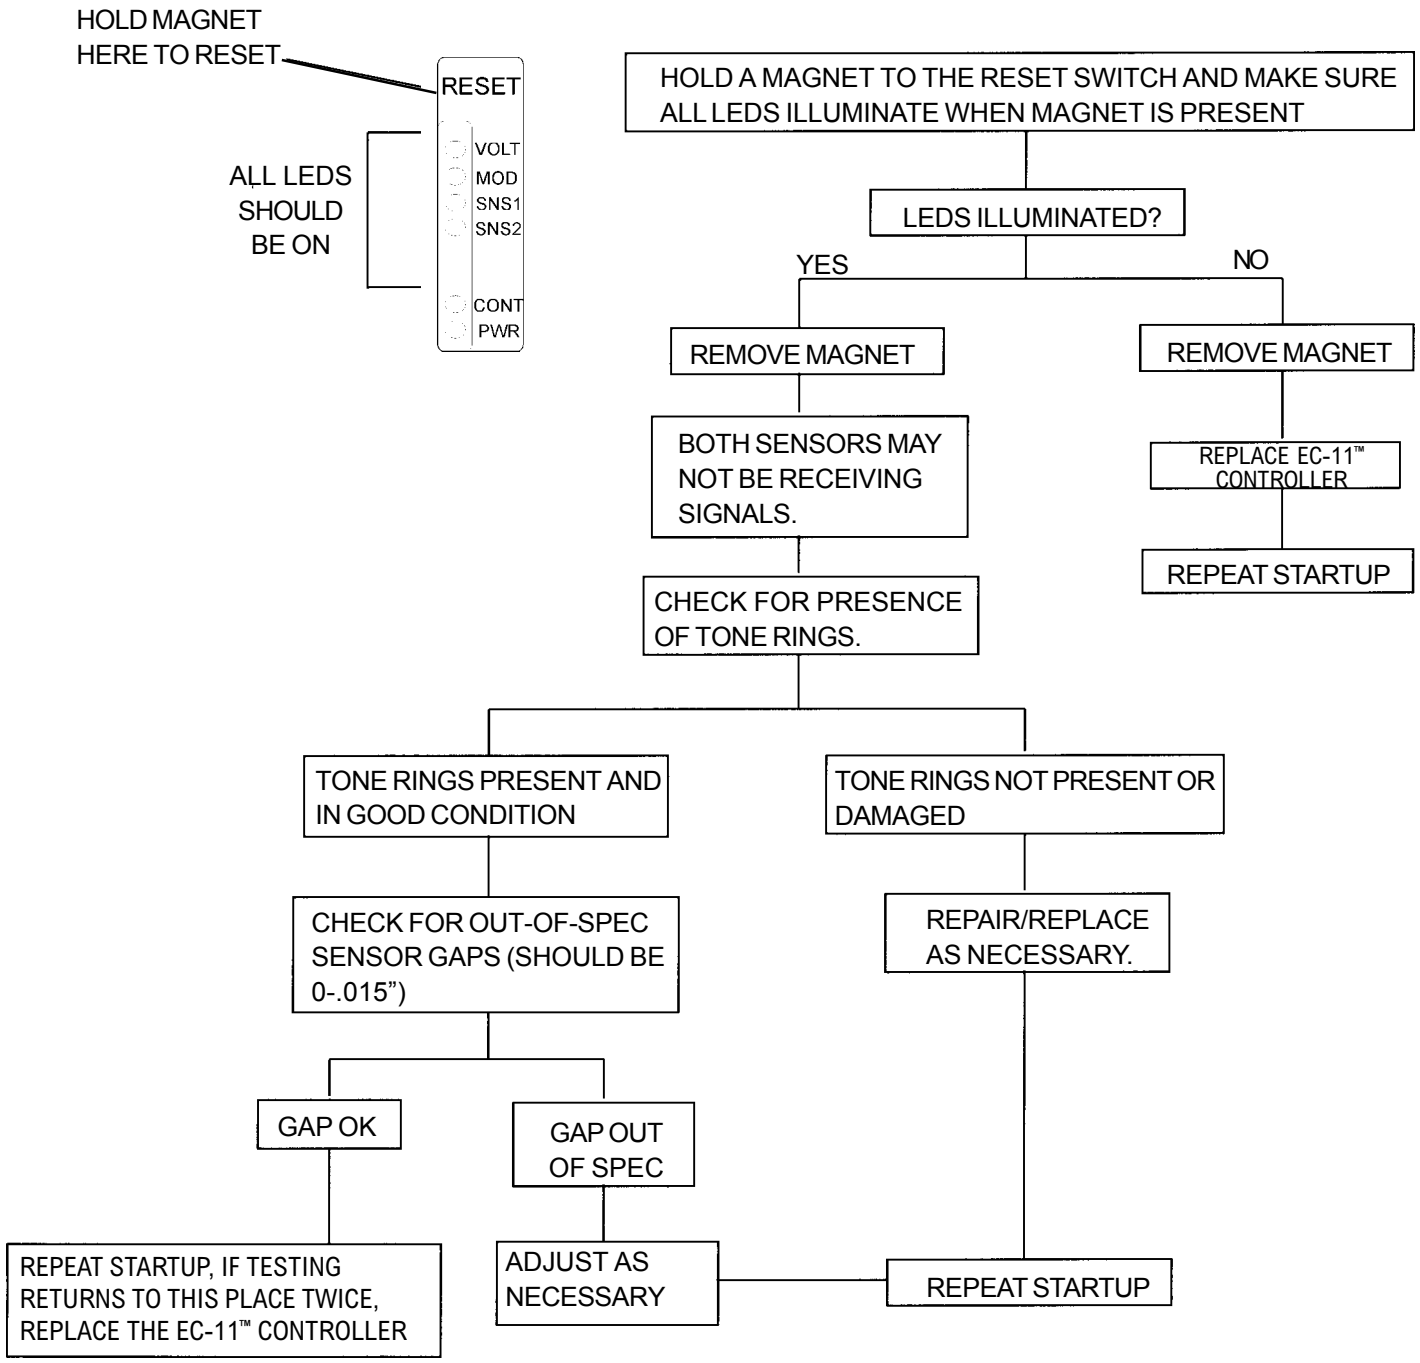 HOLD MAGNET
HERE TO RESET
RESET
VOLT
MOD
SNS1
SNS2
CONT
PWR
ALL LEDS
SHOULD
BE ON
HOLD A MAGNET TO THE RESET SWITCH AND MAKE SURE
ALL LEDS ILLUMINATE WHEN MAGNET IS PRESENT
LEDS ILLUMINATED?
YES
NO
REMOVE MAGNET
REMOVE MAGNET
BOTH SENSORS MAY
NOT BE RECEIVING
SIGNALS.
REPLACE EC-11™
CONTROLLER
REPEAT STARTUP
CHECK FOR PRESENCE
OF TONE RINGS.
TONE RINGS PRESENT AND
IN GOOD CONDITION
TONE RINGS NOT PRESENT OR
DAMAGED
CHECK FOR OUT-OF-SPEC
SENSOR GAPS (SHOULD BE
0-.015”)
REPAIR/REPLACE
AS NECESSARY.
GAP OK
GAP OUT
OF SPEC
REPEAT STARTUP, IF TESTING
RETURNS TO THIS PLACE TWICE,
REPLACE THE EC-11™ CONTROLLER
ADJUST AS
NECESSARY
REPEAT STARTUP